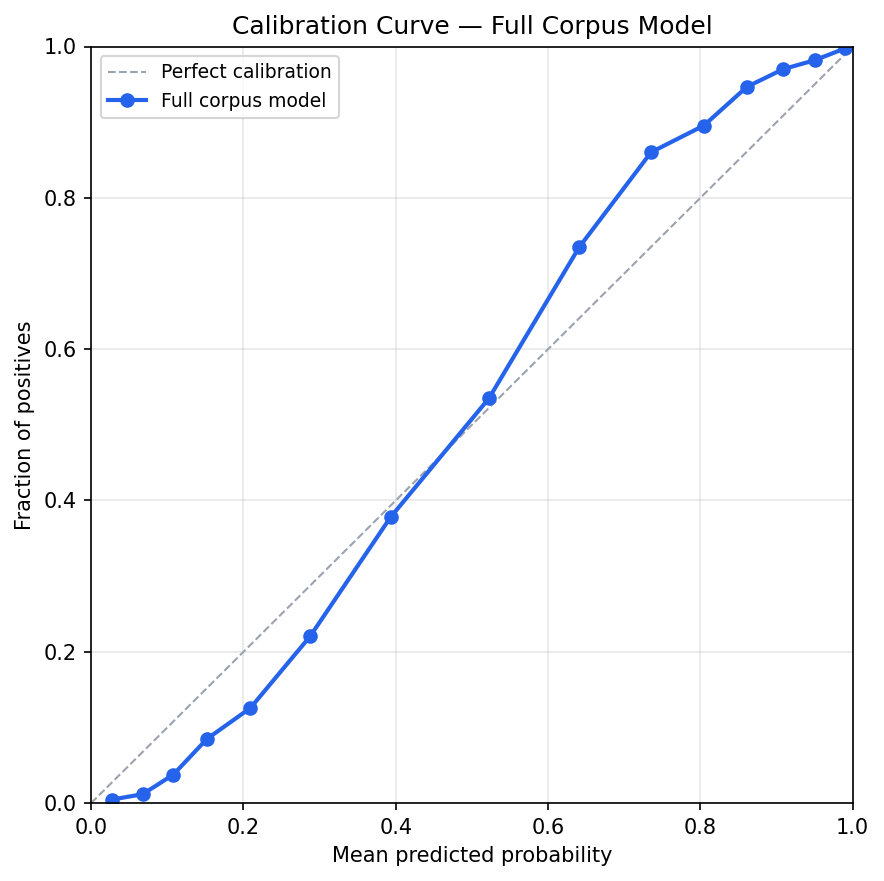 Calibration Curve — Full Corpus Model
Perfect calibration
Full corpus model
1.0
0.8
0.6
0.4
0.2
0.0
Fraction of positives
0.0 0.2 0.4 0.6 0.8 1.0
Mean predicted probability